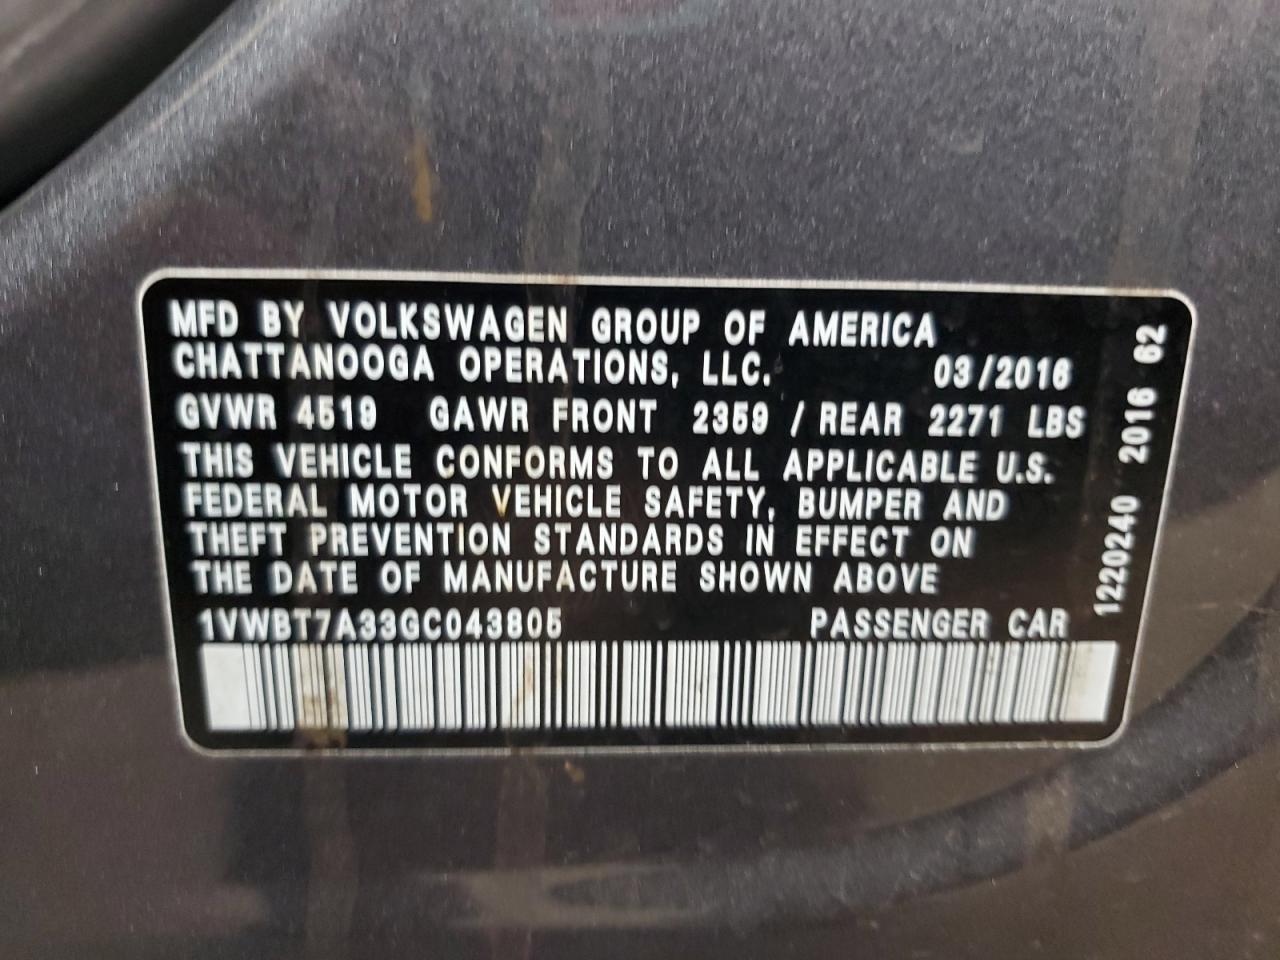 MFD BY VOLKSWAGEN GROUP OF AMERICA
CHATTANOOGA OPERATIONS, LLC. 03/2016
GVWR 4519 GAWR FRONT 2359 / REAR 2271 LBS
THIS VEHICLE CONFORMS TO ALL APPLICABLE U.S.
FEDERAL MOTOR VEHICLE SAFETY, BUMPER AND
THEFT PREVENTION STANDARDS IN EFFECT ON
THE DATE OF MANUFACTURE SHOWN ABOVE
1VWBT7A33GC043805 PASSENGER CAR
1220240 2016 62